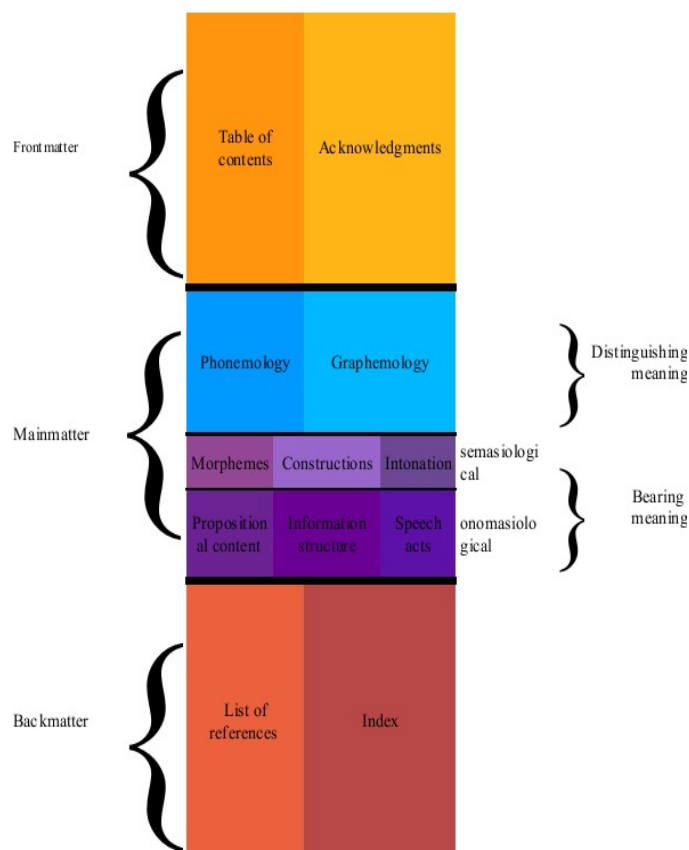 Frontmatter
Table of
contents
Acknowledgments
Mainmatter
Phonemology
Graphemology
Distinguishing
meaning
Morphemes
Constructions
Intonation
semasiologi
cal
Proposition
al content
Information
structure
Speech
acts
onomasiolo
gical
Bearing
meaning
Backmatter
List of
references
Index